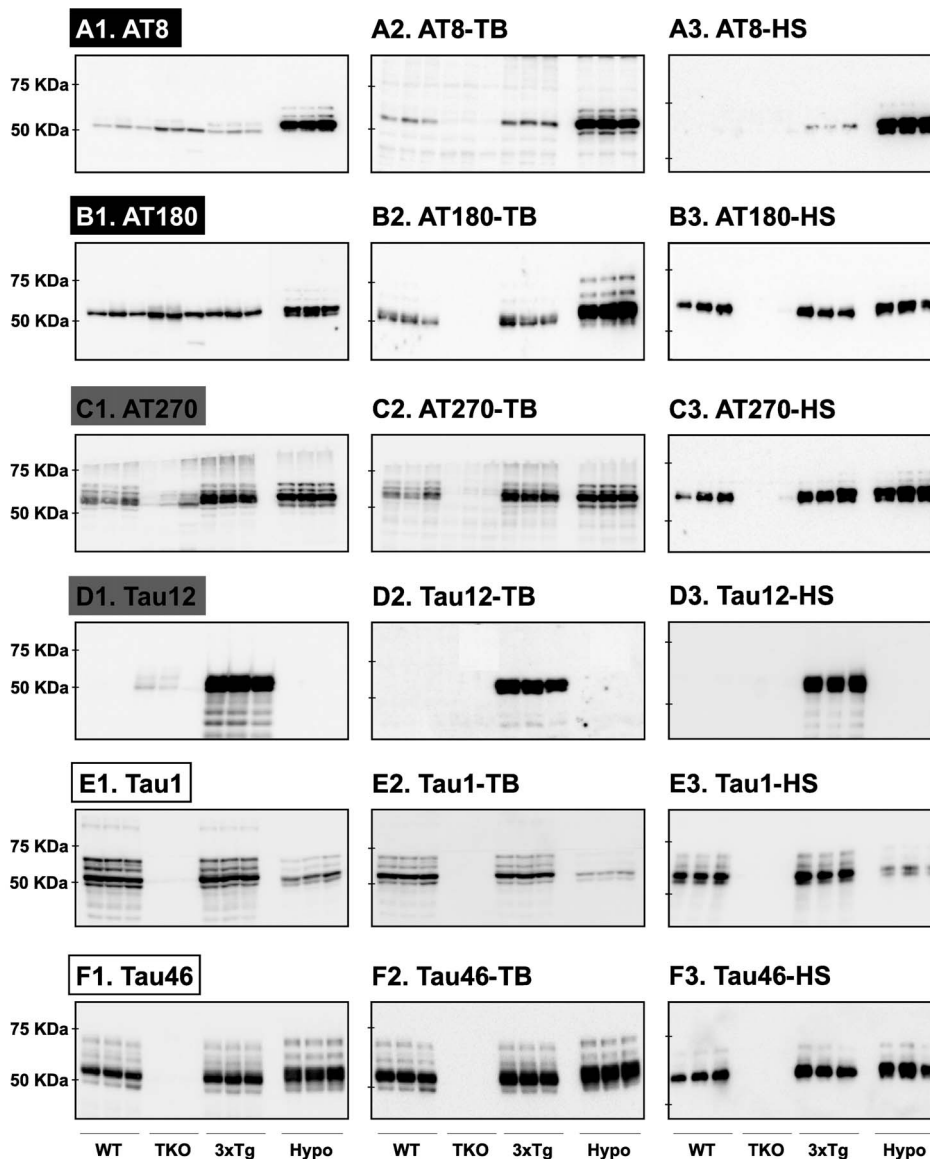 A1. AT8 A2. AT8-TB A3. AT8-HS
75 KDa
50 KDa
B1. AT180 B2. AT180-TB B3. AT180-HS
75 KDa
50 KDa
C1. AT270 C2. AT270-TB C3. AT270-HS
75 KDa
50 KDa
D1. Tau12 D2. Tau12-TB D3. Tau12-HS
75 KDa
50 KDa
E1. Tau1 E2. Tau1-TB E3. Tau1-HS
75 KDa
50 KDa
F1. Tau46 F2. Tau46-TB F3. Tau46-HS
75 KDa
50 KDa
WT TKO 3xTg Hypo WT TKO 3xTg Hypo WT TKO 3xTg Hypo